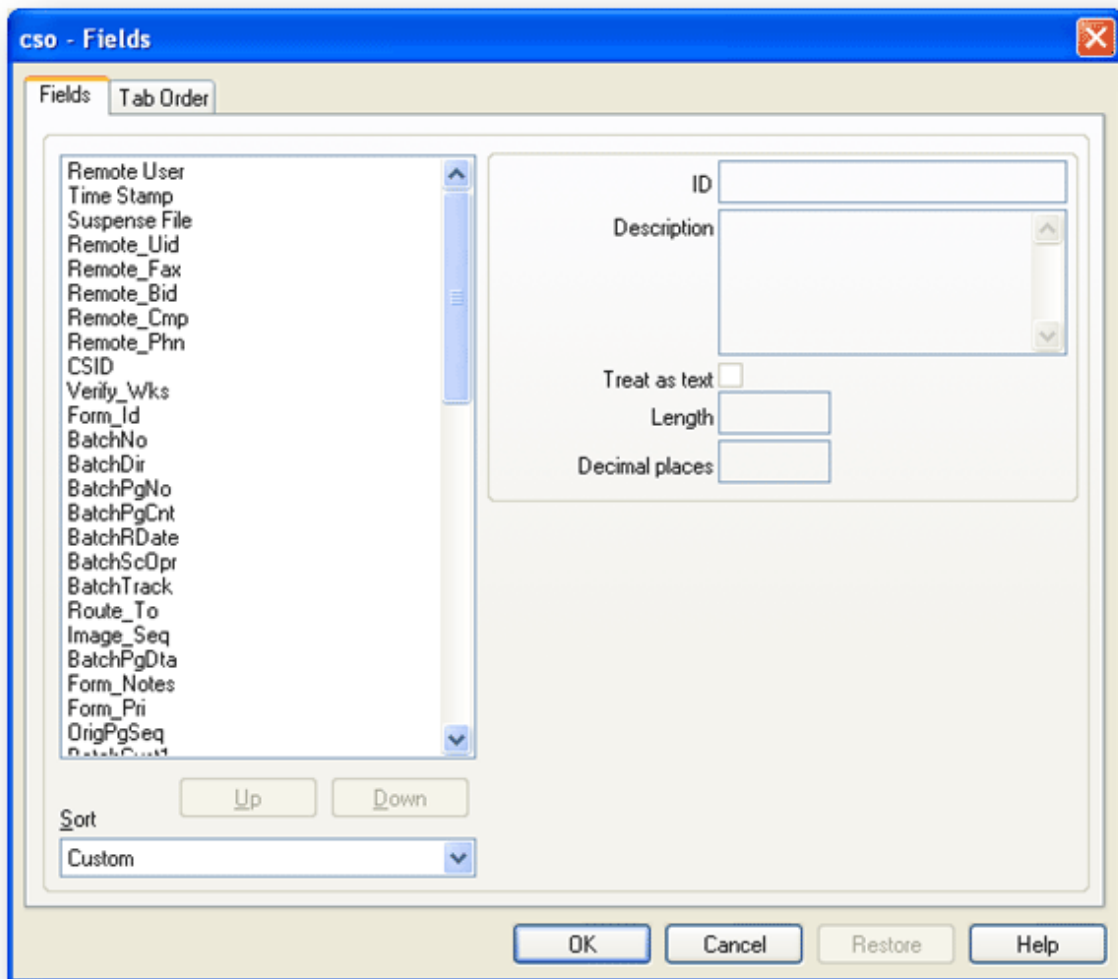 cso - Fields
Fields
Tab Order
Remote User
Time Stamp
Suspense File
Remote_Uid
Remote_Fax
Remote_Bid
Remote_Cmp
Remote_Phn
CSID
Verify_Wks
Form_Id
BatchNo
BatchDir
BatchPgNo
BatchPgCnt
BatchRDate
BatchScOpr
BatchTrack
Route_To
Image_Seq
BatchPgDta
Form_Notes
Form_Pri
OrigPgSeq
BatchCust1
Up
Down
Sort
Custom
ID
Description
Treat as text
Length
Decimal places
OK
Cancel
Restore
Help